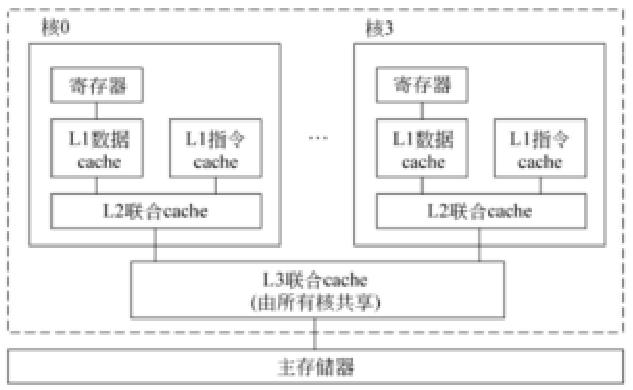 核0
核3
寄存器
寄存器
L1数据
cache
L1指令
cache
…
L1数据
cache
L1指令
cache
L2联合cache
L2联合cache
L3联合cache
(由所有核共享)
主存储器